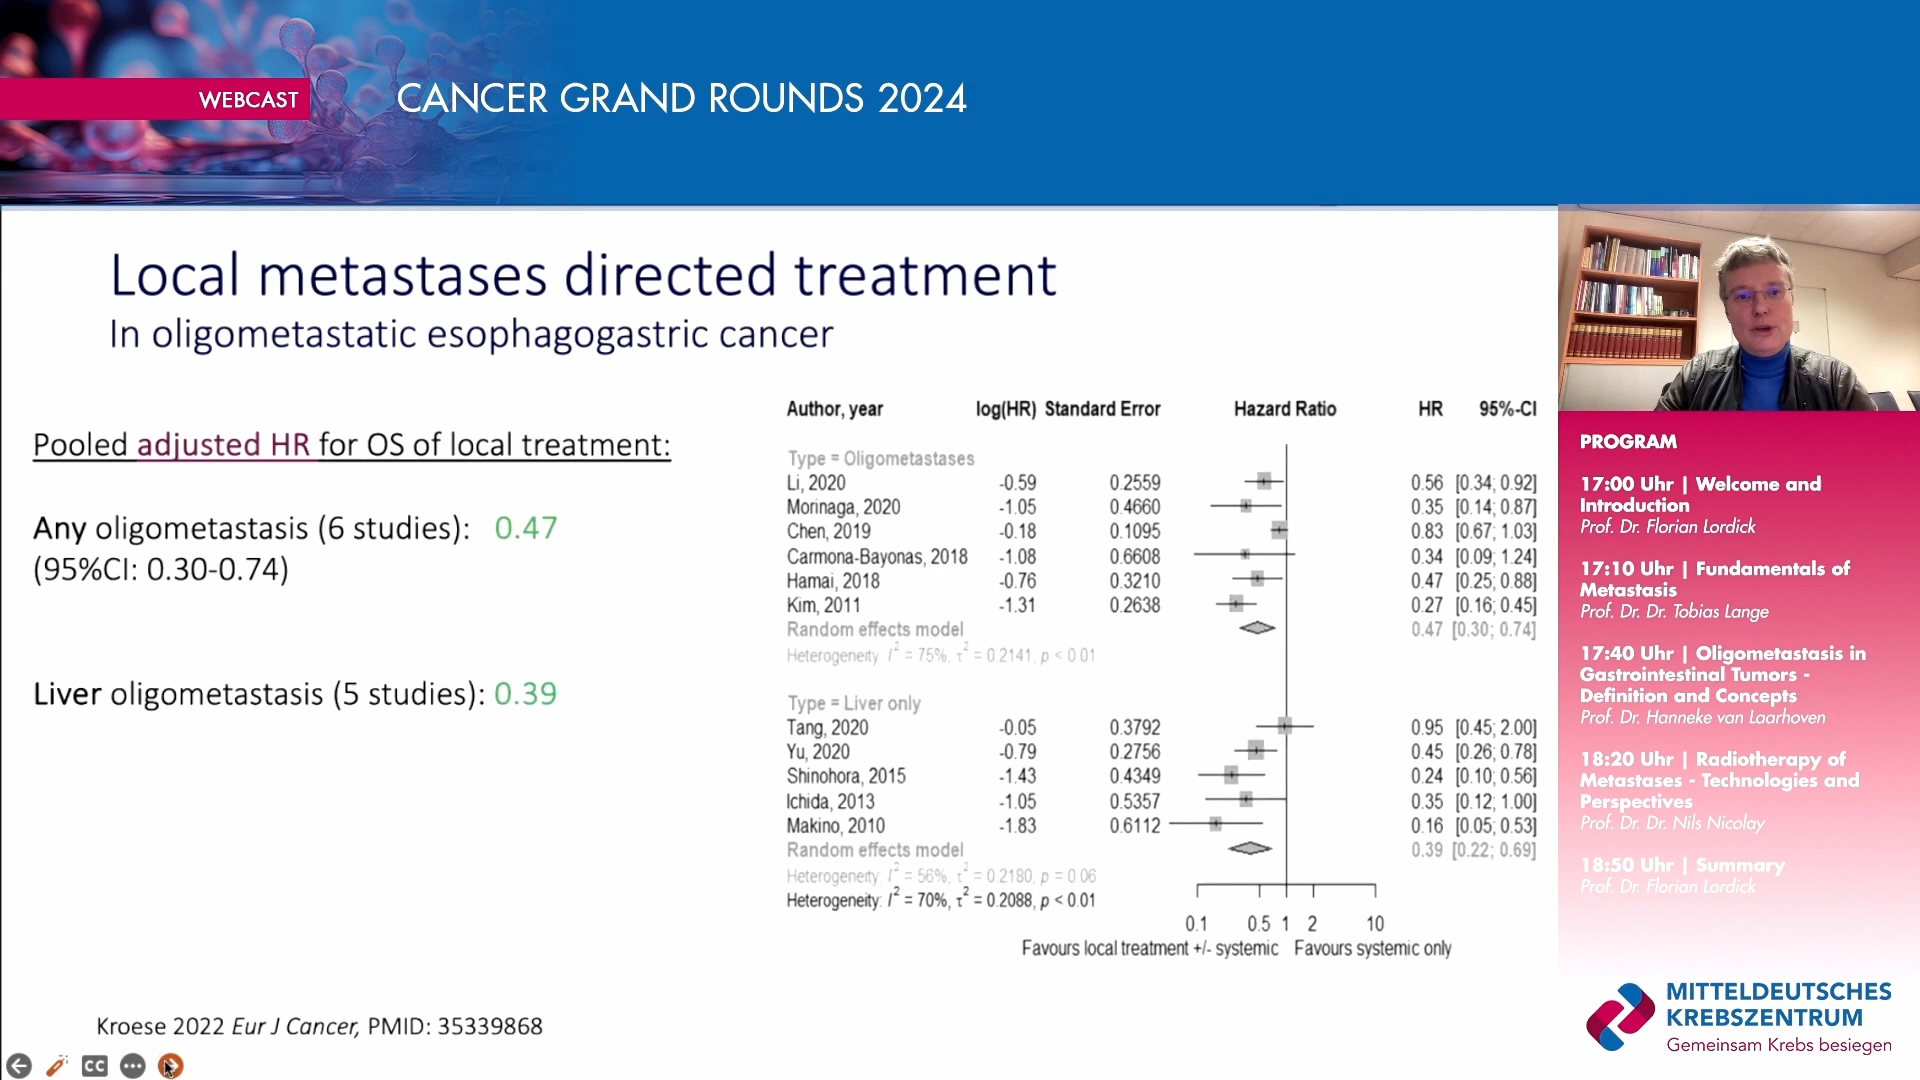 WEBCAST
CANCER GRAND ROUNDS 2024
Local metastases directed treatment
In oligometastatic esophagogastric cancer
Pooled adjusted HR for OS of local treatment:
Any oligometastasis (6 studies): 0.47
(95%CI: 0.30-0.74)
Liver oligometastasis (5 studies): 0.39
Author, year log(HR) Standard Error Hazard Ratio HR 95%-CI
Type = Oligometastases
Li, 2020 -0.59 0.2559 0.56 [0.34; 0.92]
Morinaga, 2020 -1.05 0.4660 0.35 [0.14; 0.87]
Chen, 2019 -0.18 0.1095 0.83 [0.67; 1.03]
Carmona-Bayonas, 2018 -1.08 0.6608 0.34 [0.09; 1.24]
Hamai, 2018 -0.76 0.3210 0.47 [0.25; 0.88]
Kim, 2011 -1.31 0.2638 0.27 [0.16; 0.45]
Random effects model 0.47 [0.30; 0.74]
Heterogeneity: I² = 75%, τ² = 0.2141, p < 0.01
Type = Liver only
Tang, 2020 -0.05 0.3792 0.95 [0.45; 2.00]
Yu, 2020 -0.79 0.2756 0.45 [0.26; 0.78]
Shinohora, 2015 -1.43 0.4349 0.24 [0.10; 0.56]
Ichida, 2013 -1.05 0.5357 0.35 [0.12; 1.00]
Makino, 2010 -1.83 0.6112 0.16 [0.05; 0.53]
Random effects model 0.39 [0.22; 0.69]
Heterogeneity: I² = 56%, τ² = 0.2180, p = 0.06
Heterogeneity: I² = 70%, τ² = 0.2088, p < 0.01
0.1 0.5 1 2 10
Favours local treatment +/- systemic Favours systemic only
Kroese 2022 Eur J Cancer, PMID: 35339868
CC
PROGRAM
17:00 Uhr | Welcome and
Introduction
Prof. Dr. Florian Lordick
17:10 Uhr | Fundamentals of
Metastasis
Prof. Dr. Dr. Tobias Lange
17:40 Uhr | Oligometastasis in
Gastrointestinal Tumors -
Definition and Concepts
Prof. Dr. Hanneke van Laarhoven
18:20 Uhr | Radiotherapy of
Metastases - Technologies and
Perspectives
Prof. Dr. Dr. Nils Nicolay
18:50 Uhr | Summary
Prof. Dr. Florian Lordick
MITTELDEUTSCHES
KREBSZENTRUM
Gemeinsam Krebs besiegen